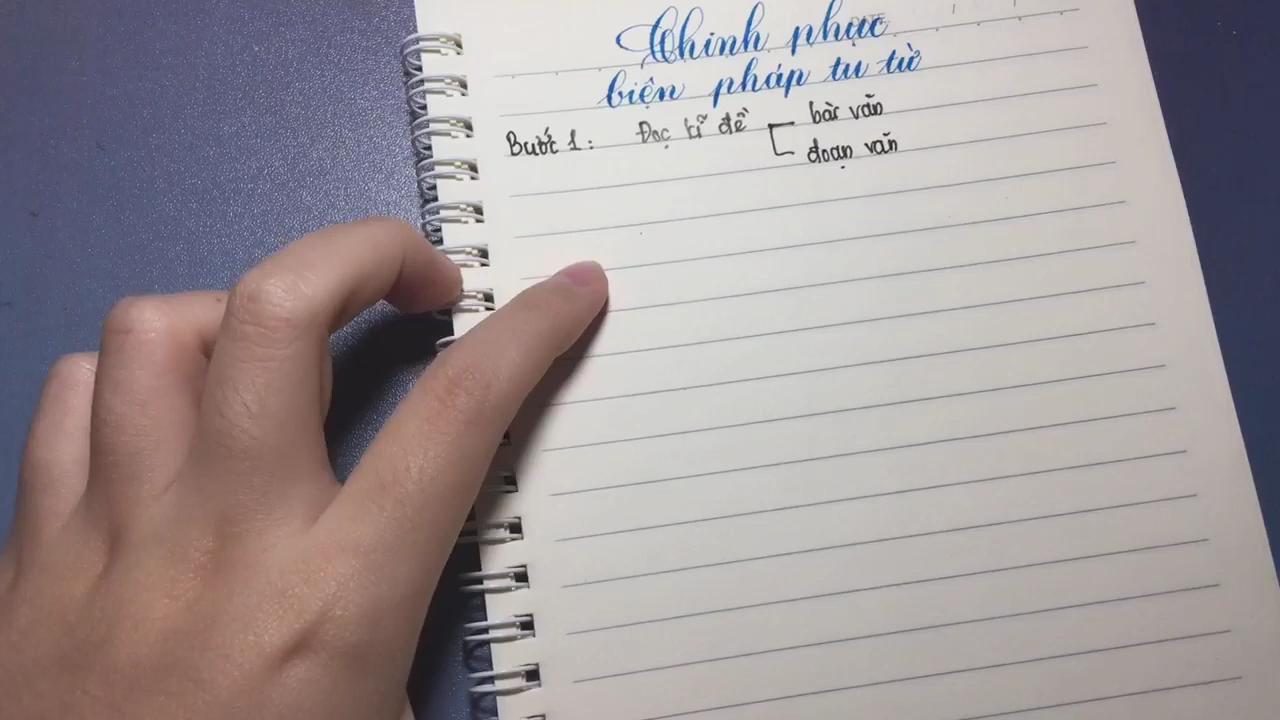 Chinh phục
biện pháp tu từ
Bước 1: Đọc kĩ đề
bài văn
đoạn văn